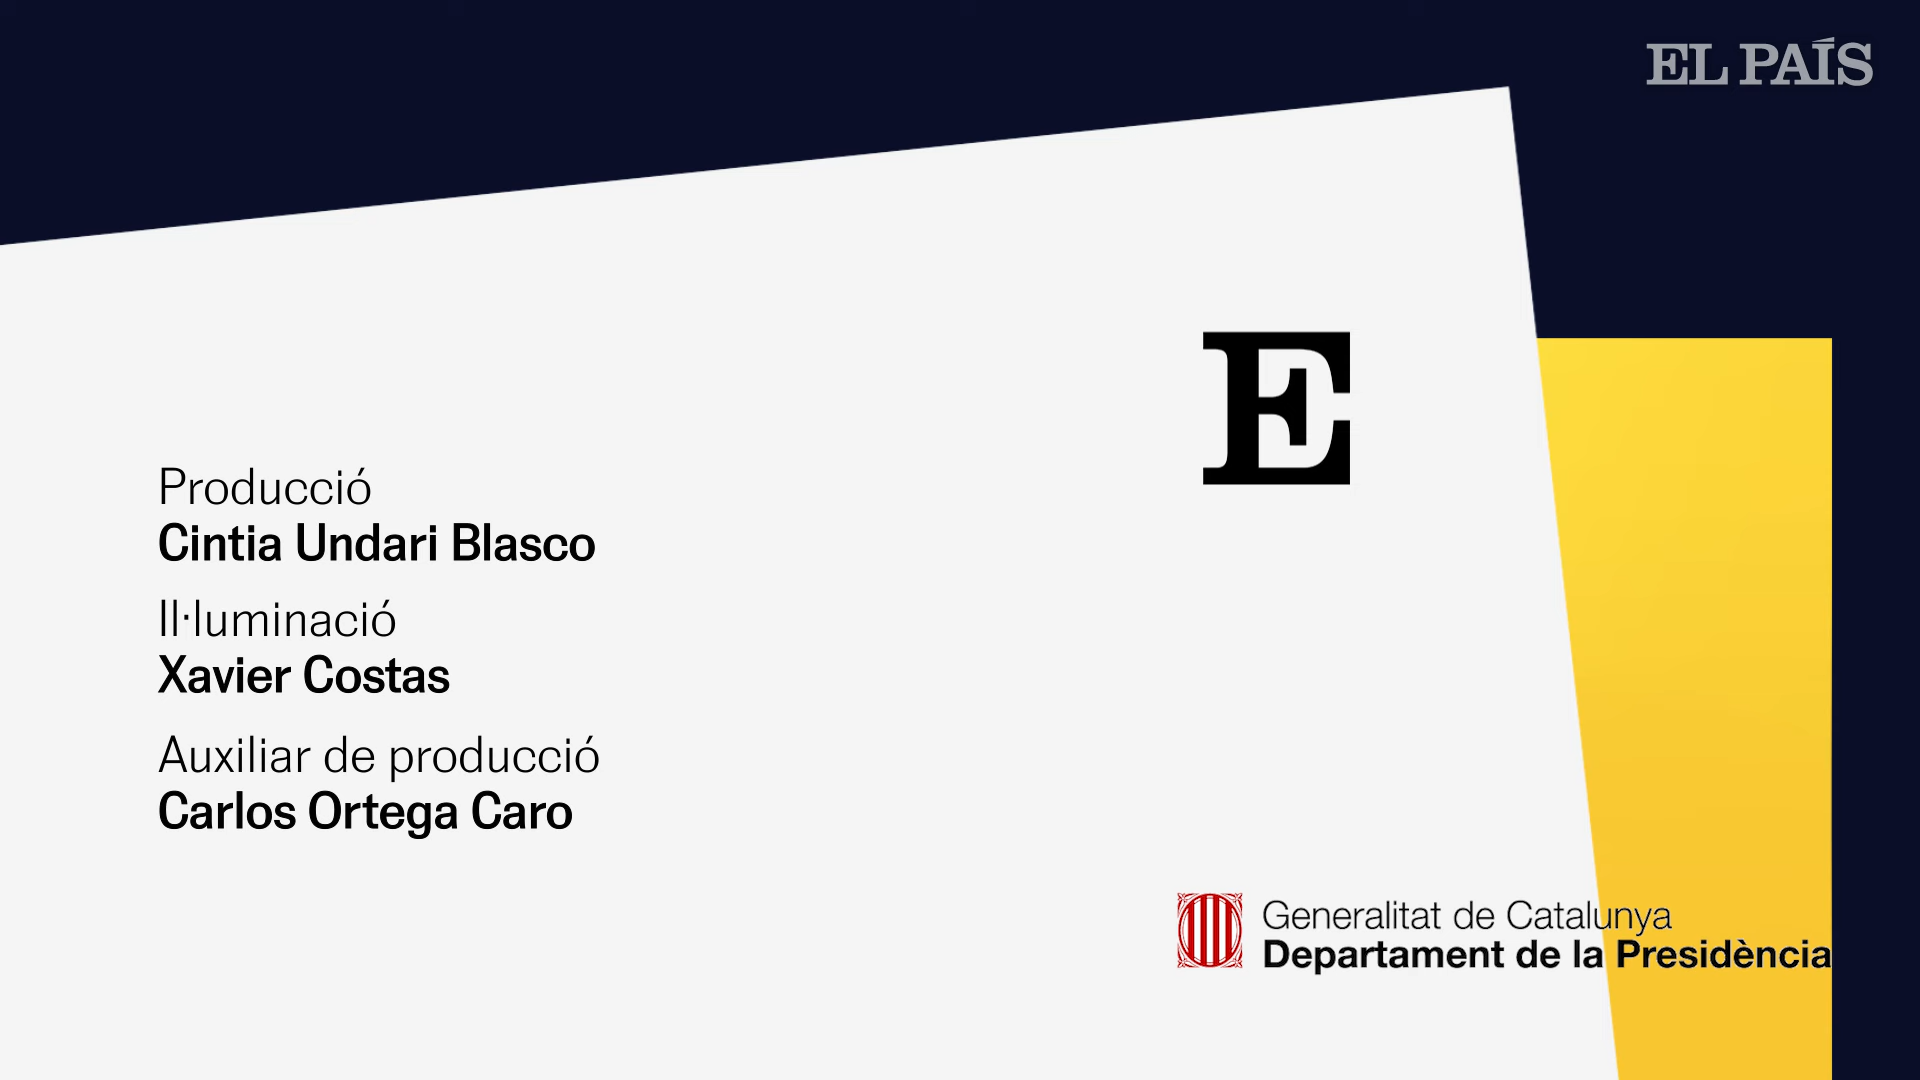 EL PAÍS
E
Producció
Cintia Undari Blasco
Il·luminació
Xavier Costas
Auxiliar de producció
Carlos Ortega Caro
Generalitat de Catalunya
Departament de la Presidència